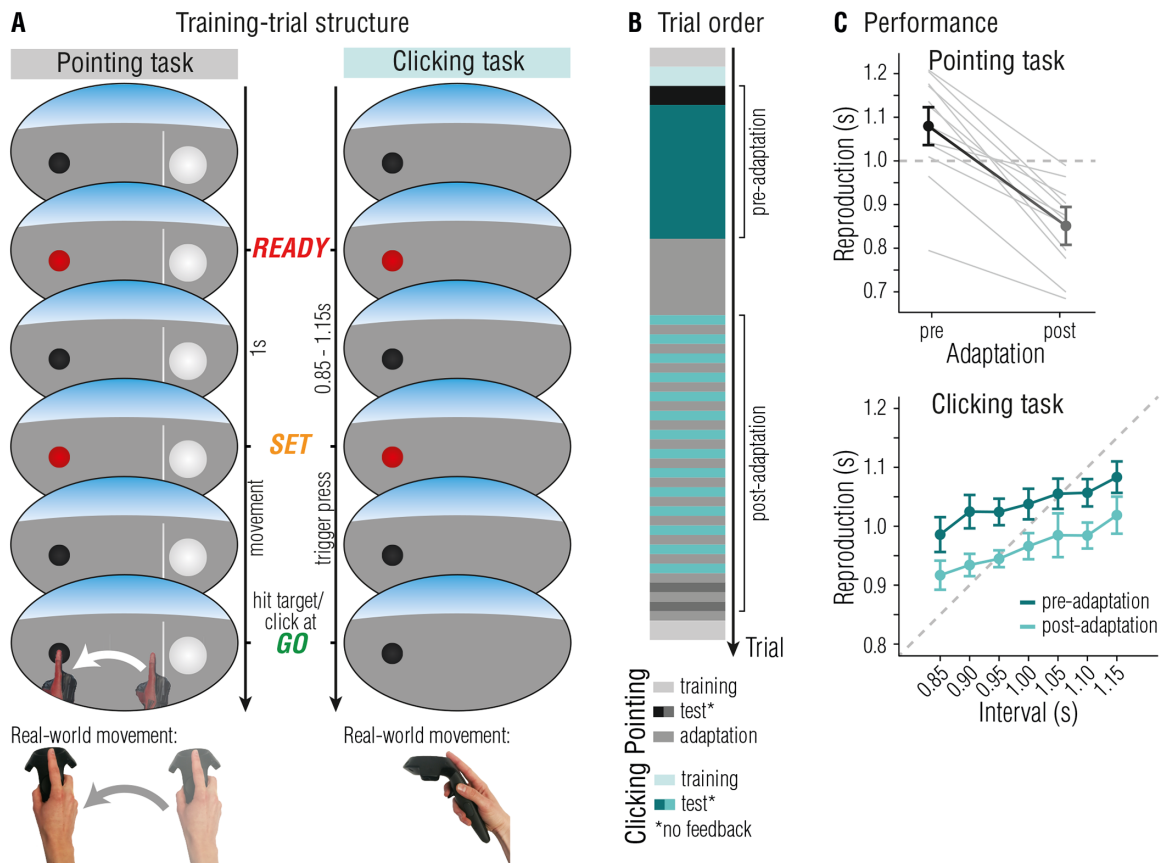 A Training-trial structure
Pointing task
Clicking task
READY
1s
0.85 – 1.15s
SET
movement
trigger press
hit target/
click at
GO
Real-world movement:
Real-world movement:
B Trial order
pre-adaptation
post-adaptation
Trial
Pointing
training
test*
adaptation
Clicking
training
test*
*no feedback
C Performance
Pointing task
Reproduction (s)
1.2
1.1
1.0
0.9
0.8
0.7
pre post
Adaptation
Clicking task
Reproduction (s)
1.2
1.1
1.0
0.9
0.8
pre-adaptation
post-adaptation
0.85 0.90 0.95 1.00 1.05 1.10 1.15
Interval (s)